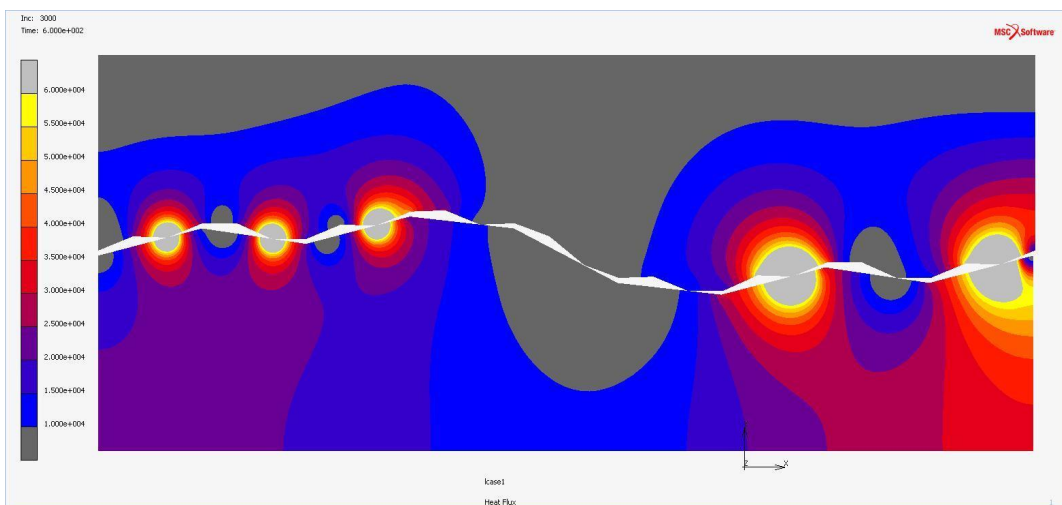 Inc: 3000
Time: 6.000e+002
MSC Software
6.000e+004
5.500e+004
5.000e+004
4.500e+004
4.000e+004
3.500e+004
3.000e+004
2.500e+004
2.000e+004
1.500e+004
1.000e+004
Z X
lcase1
Heat Flux
1